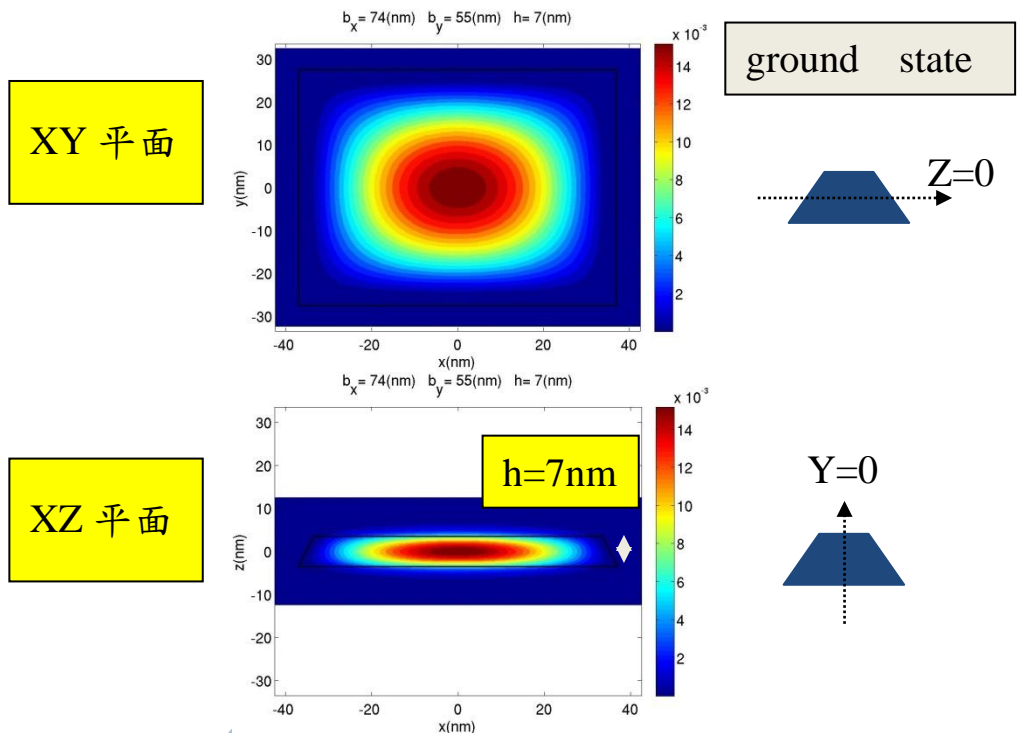 b_x= 74(nm) b_y= 55(nm) h= 7(nm)
x 10^-3
ground state
XY 平面
Z=0
y(nm)
30
20
10
0
-10
-20
-30
-40 -20 0 20 40
x(nm)
14
12
10
8
6
4
2
b_x= 74(nm) b_y= 55(nm) h= 7(nm)
x 10^-3
XZ 平面
h=7nm
Y=0
z(nm)
30
20
10
0
-10
-20
-30
-40 -20 0 20 40
x(nm)
14
12
10
8
6
4
2